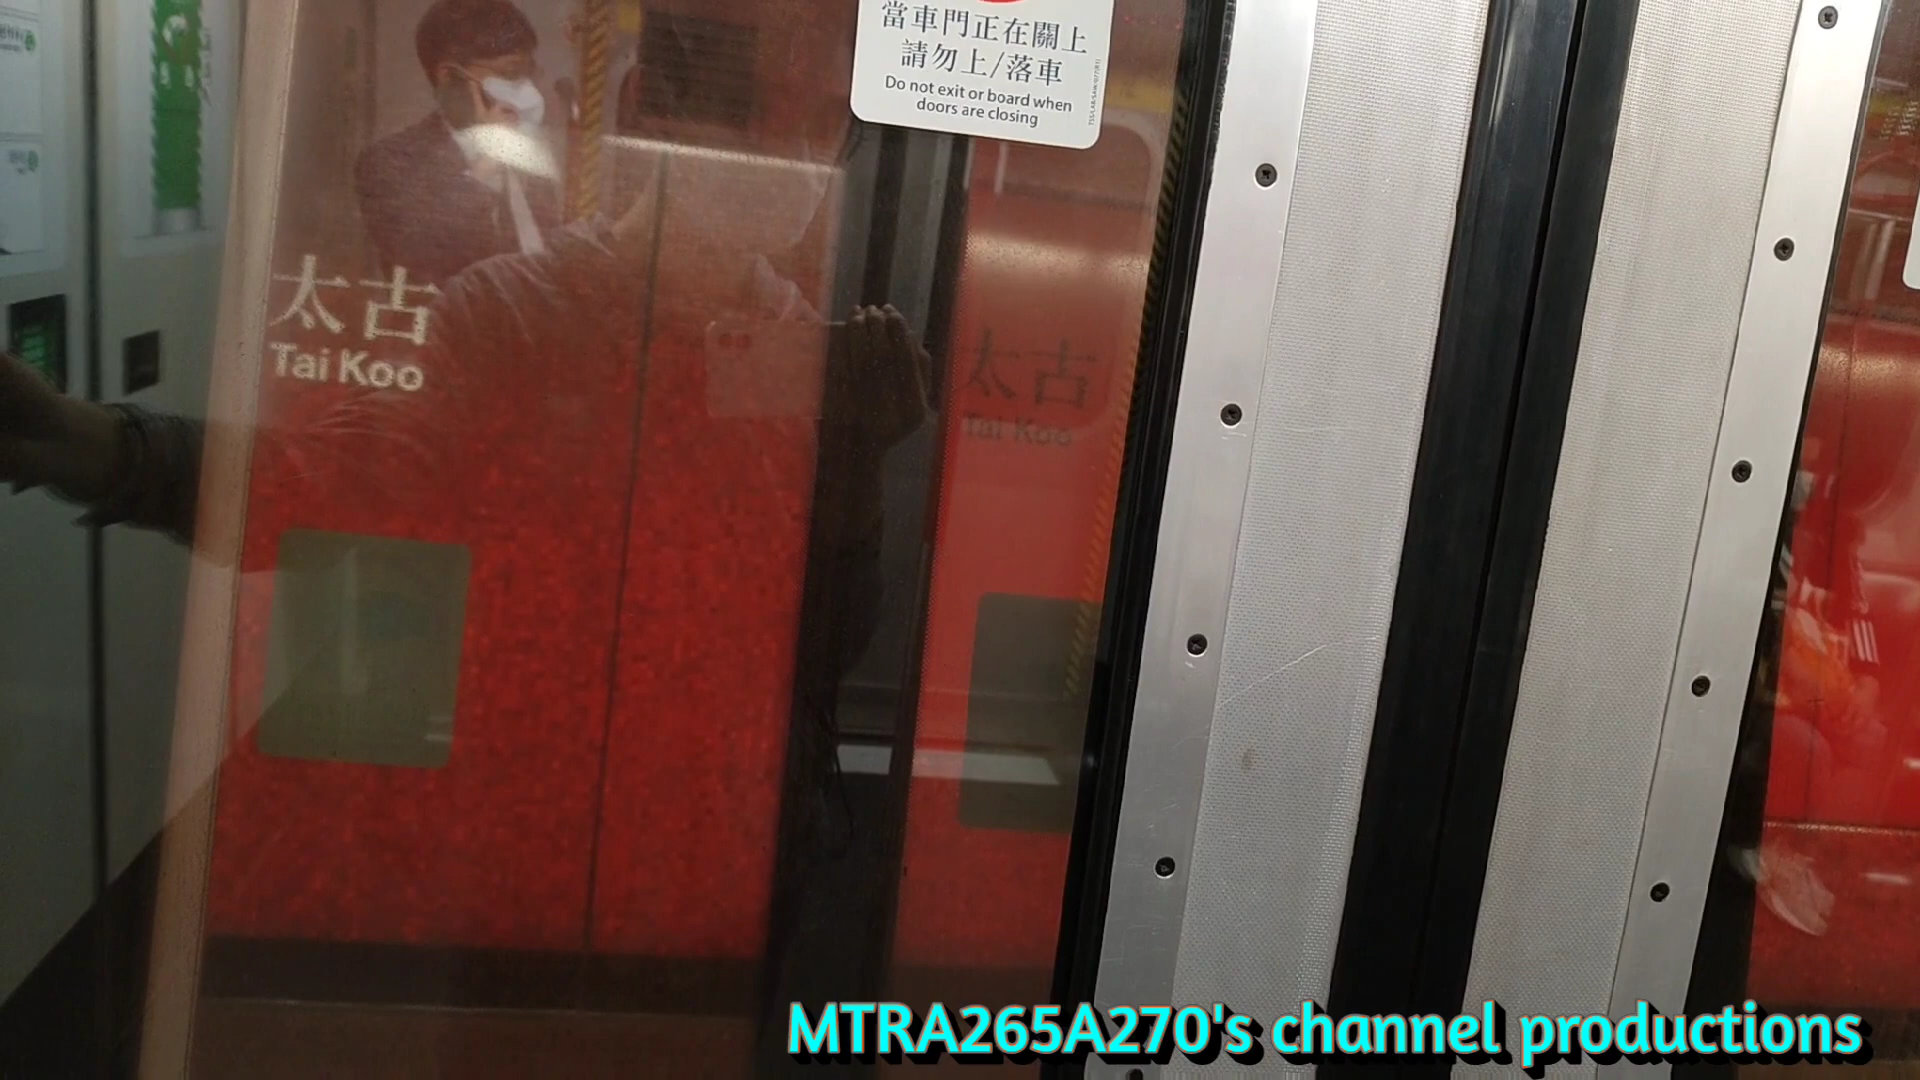 當車門正在關上
請勿上/落車
Do not exit or board when
doors are closing
太古
Tai Koo
太古
Tai Koo
MTRA265A270's channel productions